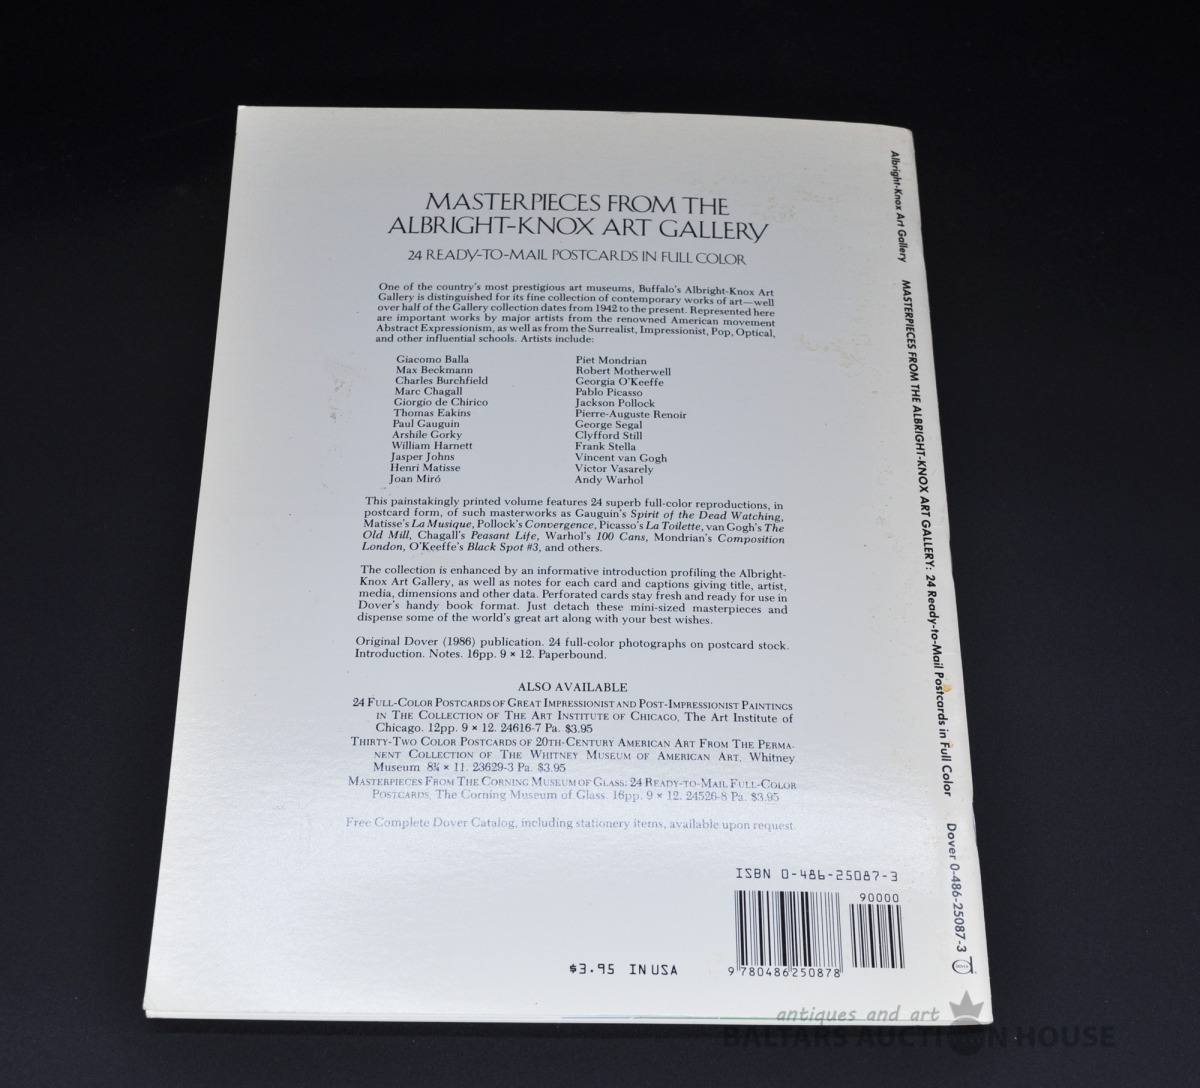 MASTERPIECES FROM THE
ALBRIGHT-KNOX ART GALLERY
24 READY-TO-MAIL POSTCARDS IN FULL COLOR
One of the country's most prestigious art museums, Buffalo's Albright-Knox Art
Gallery is distinguished for its fine collection of contemporary works of art—well
over half of the Gallery collection dates from 1942 to the present. Represented here
are important works by major artists from the renowned American movement
Abstract Expressionism, as well as from the Surrealist, Impressionist, Pop, Optical,
and other influential schools. Artists include:
Giacomo Balla
Max Beckmann
Charles Burchfield
Marc Chagall
Giorgio de Chirico
Thomas Eakins
Paul Gauguin
Arshile Gorky
William Harnett
Jasper Johns
Henri Matisse
Joan Miró
Piet Mondrian
Robert Motherwell
Georgia O'Keeffe
Pablo Picasso
Jackson Pollock
Pierre-Auguste Renoir
George Segal
Clyfford Still
Frank Stella
Vincent van Gogh
Victor Vasarely
Andy Warhol
This painstakingly printed volume features 24 superb full-color reproductions, in
postcard form, of such masterworks as Gauguin's Spirit of the Dead Watching,
Matisse's La Musique, Pollock's Convergence, Picasso's La Toilette, van Gogh's The
Old Mill, Chagall's Peasant Life, Warhol's 100 Cans, Mondrian's Composition
London, O'Keeffe's Black Spot #3, and others.
The collection is enhanced by an informative introduction profiling the Albright-
Knox Art Gallery, as well as notes for each card and captions giving title, artist,
media, dimensions and other data. Perforated cards stay fresh and ready for use in
Dover's handy book format. Just detach these mini-sized masterpieces and
dispense some of the world's great art along with your best wishes.
Original Dover (1986) publication. 24 full-color photographs on postcard stock.
Introduction. Notes. 16pp. 9 × 12. Paperbound.
ALSO AVAILABLE
24 FULL-COLOR POSTCARDS OF GREAT IMPRESSIONIST AND POST-IMPRESSIONIST PAINTINGS
IN THE COLLECTION OF THE ART INSTITUTE OF CHICAGO, The Art Institute of
Chicago. 12pp. 9 × 12. 24616-7 Pa. $3.95
THIRTY-TWO COLOR POSTCARDS OF 20TH-CENTURY AMERICAN ART FROM THE PERMA-
NENT COLLECTION OF THE WHITNEY MUSEUM OF AMERICAN ART, Whitney
Museum 8¼ × 11. 23629-3 Pa. $3.95
MASTERPIECES FROM THE CORNING MUSEUM OF GLASS: 24 READY-TO-MAIL FULL-COLOR
POSTCARDS, The Corning Museum of Glass. 16pp. 9 × 12. 24526-8 Pa. $3.95
Free Complete Dover Catalog, including stationery items, available upon request.
ISBN 0-486-25087-3
90000
9 780486 250878
$3.95 IN USA
Albright-Knox Art Gallery MASTERPIECES FROM THE ALBRIGHT-KNOX ART GALLERY: 24 Ready-to-Mail Postcards in Full Color Dover 0-486-25087-3
DOVER
antiques and art
BALTARS AUCTION HOUSE